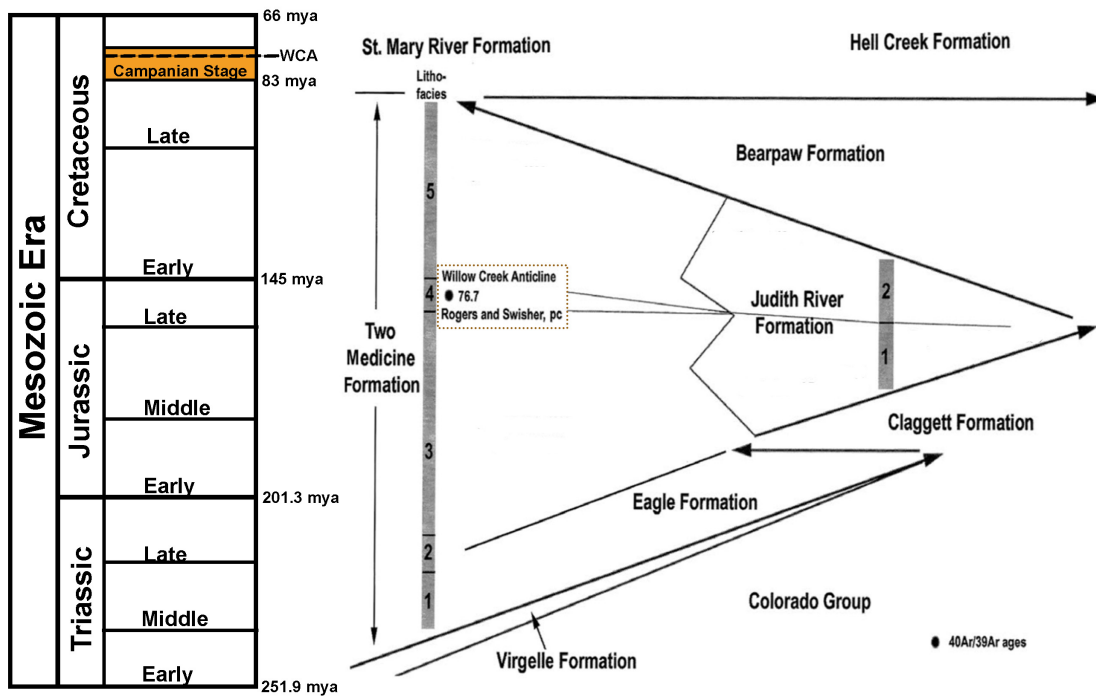 Mesozoic Era
Cretaceous
Jurassic
Triassic
66 mya
WCA
Campanian Stage
83 mya
Late
Early
145 mya
Late
Middle
Early
201.3 mya
Late
Middle
Early
251.9 mya
St. Mary River Formation
Hell Creek Formation
Litho-
facies
Bearpaw Formation
5
4
3
2
1
Willow Creek Anticline
76.7
Rogers and Swisher, pc
Two
Medicine
Formation
Judith River
Formation
2
1
Claggett Formation
Eagle Formation
Colorado Group
Virgelle Formation
40Ar/39Ar ages